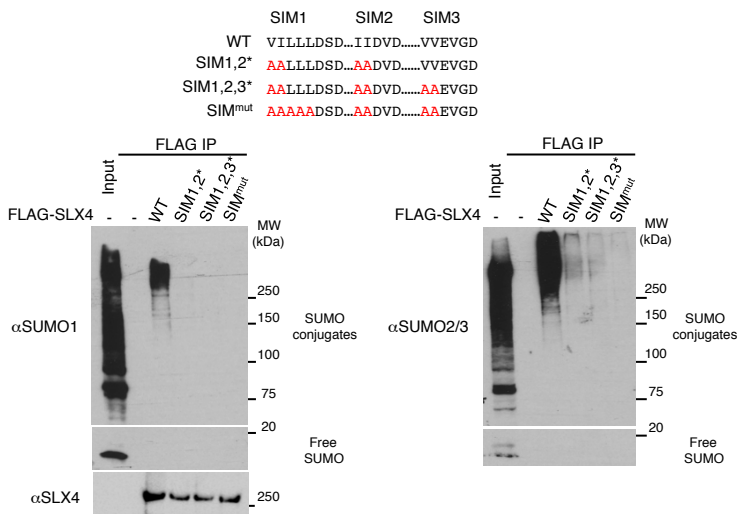 SIM1 SIM2 SIM3
WT VILLLDSD…IIDVD……VVEVGD
SIM1,2* AALLLDSD…AADVD……VVEVGD
SIM1,2,3* AALLLDSD…AADVD……AAEVGD
SIMmut AAAAADSD…AADVD……AAEVGD
FLAG IP
Input
FLAG-SLX4 - - WT SIM1,2* SIM1,2,3* SIMmut
MW
(kDa)
αSUMO1
250
150
100
75
20
SUMO
conjugates
Free
SUMO
αSLX4
250
FLAG IP
Input
FLAG-SLX4 - - WT SIM1,2* SIM1,2,3* SIMmut
MW
(kDa)
αSUMO2/3
250
150
100
75
20
SUMO
conjugates
Free
SUMO